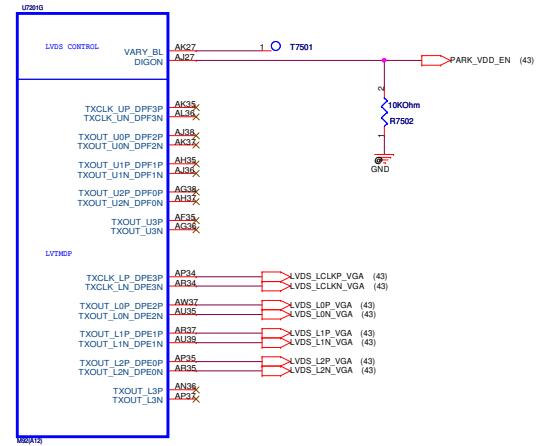 U7201G
LVDS CONTROL
VARY_BL AK27 1 T7501
DIGON AJ27 PARK_VDD_EN (43)
2
10KOhm
R7502
1
@
GND
TXCLK_UP_DPF3P AK35
TXCLK_UN_DPF3N AL36
TXOUT_U0P_DPF2P AJ38
TXOUT_U0N_DPF2N AK37
TXOUT_U1P_DPF1P AH35
TXOUT_U1N_DPF1N AJ36
TXOUT_U2P_DPF0P AG38
TXOUT_U2N_DPF0N AH37
TXOUT_U3P AF35
TXOUT_U3N AG36
LVTMDP
TXCLK_LP_DPE3P AP34 LVDS_LCLKP_VGA (43)
TXCLK_LN_DPE3N AR34 LVDS_LCLKN_VGA (43)
TXOUT_L0P_DPE2P AW37 LVDS_L0P_VGA (43)
TXOUT_L0N_DPE2N AU35 LVDS_L0N_VGA (43)
TXOUT_L1P_DPE1P AR37 LVDS_L1P_VGA (43)
TXOUT_L1N_DPE1N AU39 LVDS_L1N_VGA (43)
TXOUT_L2P_DPE0P AP35 LVDS_L2P_VGA (43)
TXOUT_L2N_DPE0N AR35 LVDS_L2N_VGA (43)
TXOUT_L3P AN36
TXOUT_L3N AP37
M92(A12)